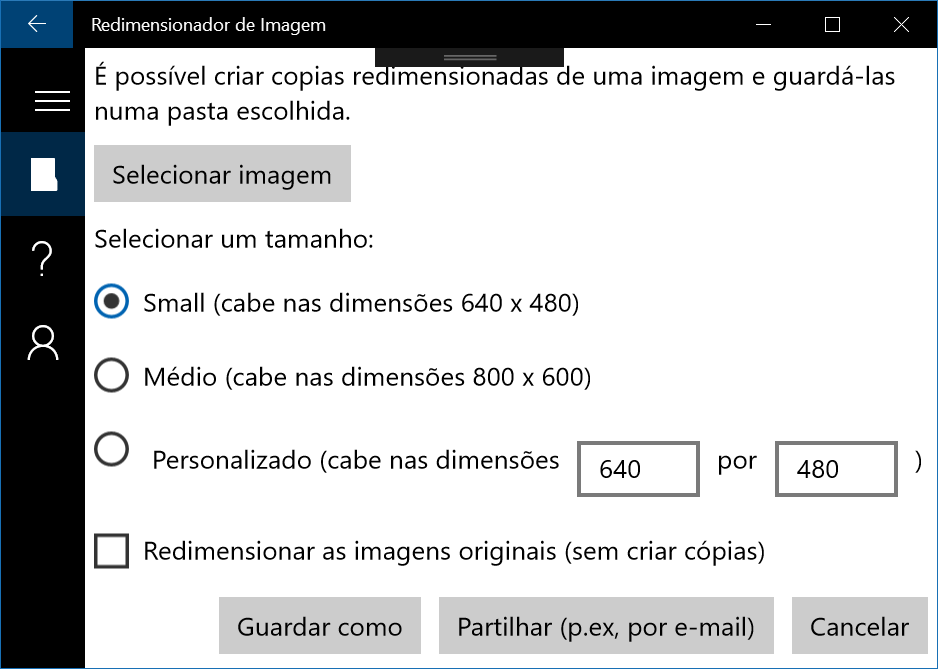 Redimensionador de Imagem
É possível criar copias redimensionadas de uma imagem e guardá-las
numa pasta escolhida.
Selecionar imagem
Selecionar um tamanho:
Small (cabe nas dimensões 640 x 480)
Médio (cabe nas dimensões 800 x 600)
Personalizado (cabe nas dimensões 640 por 480 )
Redimensionar as imagens originais (sem criar cópias)
Guardar como Partilhar (p.ex, por e-mail) Cancelar